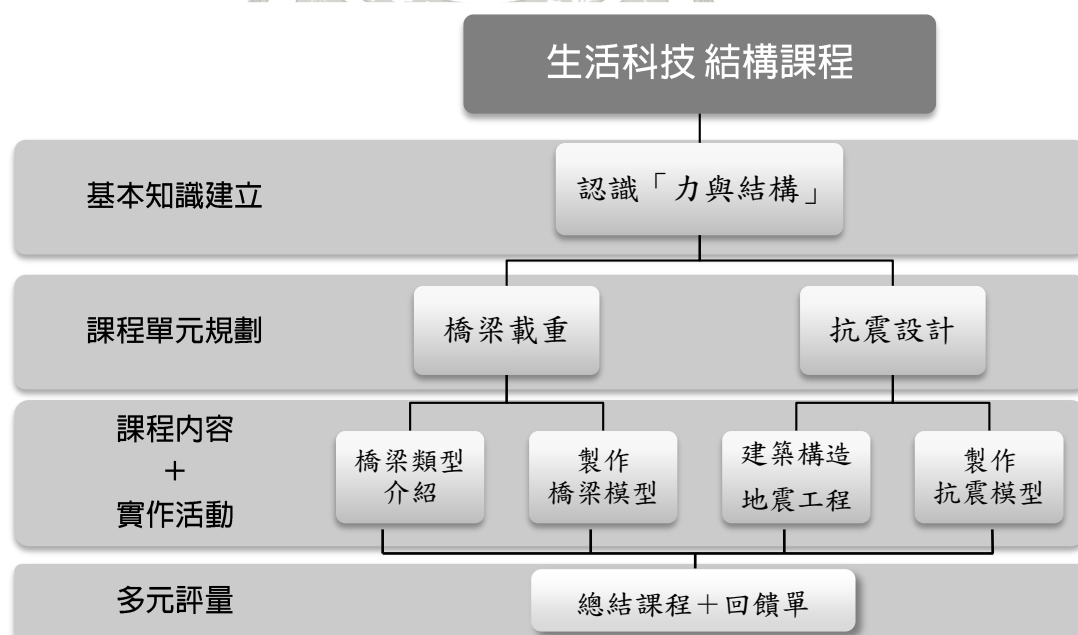 生活科技 結構課程
基本知識建立
認識「力與結構」
課程單元規劃
橋梁載重
抗震設計
課程內容
+
實作活動
橋梁類型
介紹
製作
橋梁模型
建築構造
地震工程
製作
抗震模型
多元評量
總結課程+回饋單